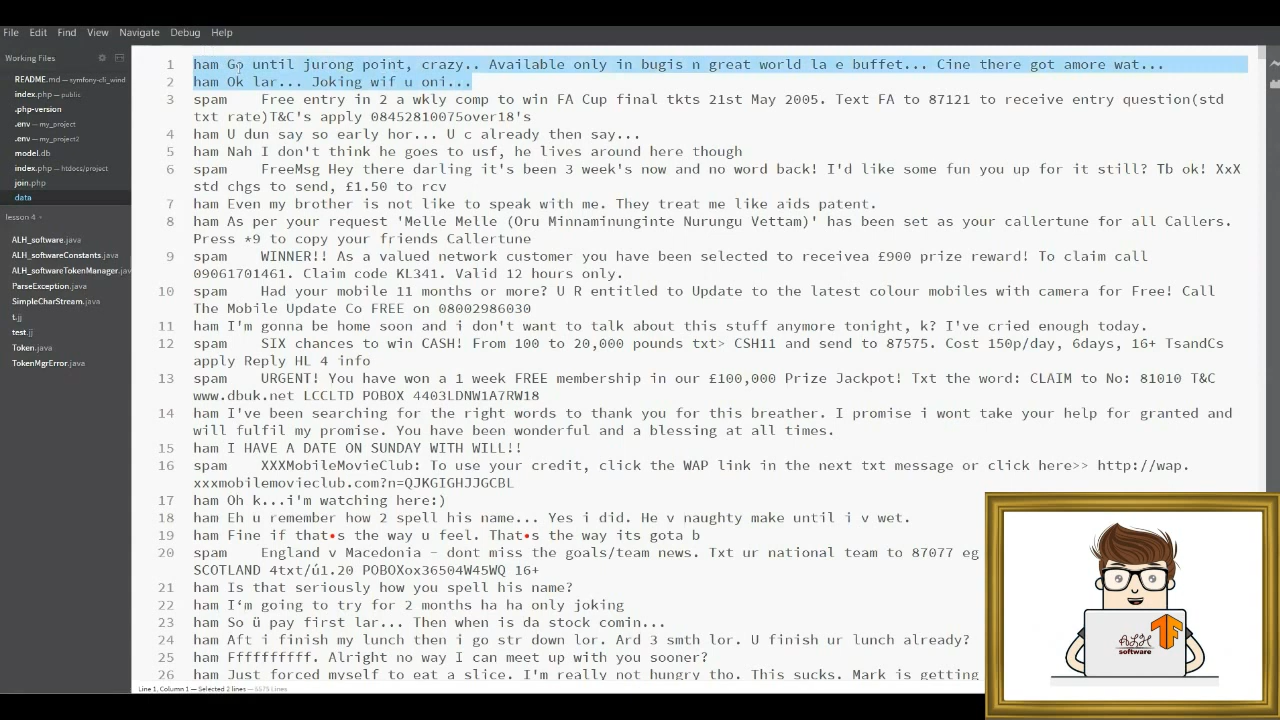 File Edit Find View Navigate Debug Help
Working Files
README.md — symfony-cli_wind
index.php — public
.php-version
.env — my_project
.env — my_project2
model.db
index.php — htdocs/project
join.php
data
lesson 4
ALH_software.java
ALH_softwareConstants.java
ALH_softwareTokenManager.java
ParseException.java
SimpleCharStream.java
t.jj
test.jj
Token.java
TokenMgrError.java
1 ham Go until jurong point, crazy.. Available only in bugis n great world la e buffet... Cine there got amore wat...
2 ham Ok lar... Joking wif u oni...
3 spam Free entry in 2 a wkly comp to win FA Cup final tkts 21st May 2005. Text FA to 87121 to receive entry question(std
txt rate)T&C's apply 08452810075over18's
4 ham U dun say so early hor... U c already then say...
5 ham Nah I don't think he goes to usf, he lives around here though
6 spam FreeMsg Hey there darling it's been 3 week's now and no word back! I'd like some fun you up for it still? Tb ok! XxX
std chgs to send, £1.50 to rcv
7 ham Even my brother is not like to speak with me. They treat me like aids patent.
8 ham As per your request 'Melle Melle (Oru Minnaminunginte Nurungu Vettam)' has been set as your callertune for all Callers.
Press *9 to copy your friends Callertune
9 spam WINNER!! As a valued network customer you have been selected to receivea £900 prize reward! To claim call
09061701461. Claim code KL341. Valid 12 hours only.
10 spam Had your mobile 11 months or more? U R entitled to Update to the latest colour mobiles with camera for Free! Call
The Mobile Update Co FREE on 08002986030
11 ham I'm gonna be home soon and i don't want to talk about this stuff anymore tonight, k? I've cried enough today.
12 spam SIX chances to win CASH! From 100 to 20,000 pounds txt> CSH11 and send to 87575. Cost 150p/day, 6days, 16+ TsandCs
apply Reply HL 4 info
13 spam URGENT! You have won a 1 week FREE membership in our £100,000 Prize Jackpot! Txt the word: CLAIM to No: 81010 T&C
www.dbuk.net LCCLTD POBOX 4403LDNW1A7RW18
14 ham I've been searching for the right words to thank you for this breather. I promise i wont take your help for granted and
will fulfil my promise. You have been wonderful and a blessing at all times.
15 ham I HAVE A DATE ON SUNDAY WITH WILL!!
16 spam XXXMobileMovieClub: To use your credit, click the WAP link in the next txt message or click here>> http://wap.
xxxmobilemovieclub.com?n=QJKGIGHJJGCBL
17 ham Oh k...i'm watching here:)
18 ham Eh u remember how 2 spell his name... Yes i did. He v naughty make until i v wet.
19 ham Fine if that•s the way u feel. That•s the way its gota b
20 spam England v Macedonia - dont miss the goals/team news. Txt ur national team to 87077 eg
SCOTLAND 4txt/ú1.20 POBOXox36504W45WQ 16+
21 ham Is that seriously how you spell his name?
22 ham I‘m going to try for 2 months ha ha only joking
23 ham So ü pay first lar... Then when is da stock comin...
24 ham Aft i finish my lunch then i go str down lor. Ard 3 smth lor. U finish ur lunch already?
25 ham Ffffffffff. Alright no way I can meet up with you sooner?
26 ham Just forced myself to eat a slice. I'm really not hungry tho. This sucks. Mark is getting
Line 1, Column 1 — Selected 2 lines — 5575 Lines
software